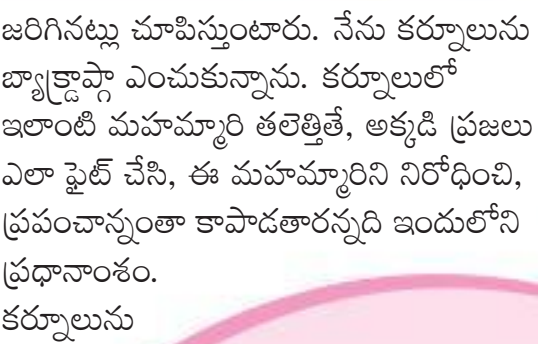 జరిగినట్లు చూపిస్తుంటారు. నేను కర్నూలును
బ్యాక్డ్రాప్గా ఎంచుకున్నాను. కర్నూలులో
ఇలాంటి మహమ్మారి తలెత్తితే, అక్కడి ప్రజలు
ఎలా ఫైట్ చేసి, ఈ మహమ్మారిని నిరోధించి,
ప్రపంచాన్నంతా కాపాడతారన్నది ఇందులోని
ప్రధానాంశం.
కర్నూలును